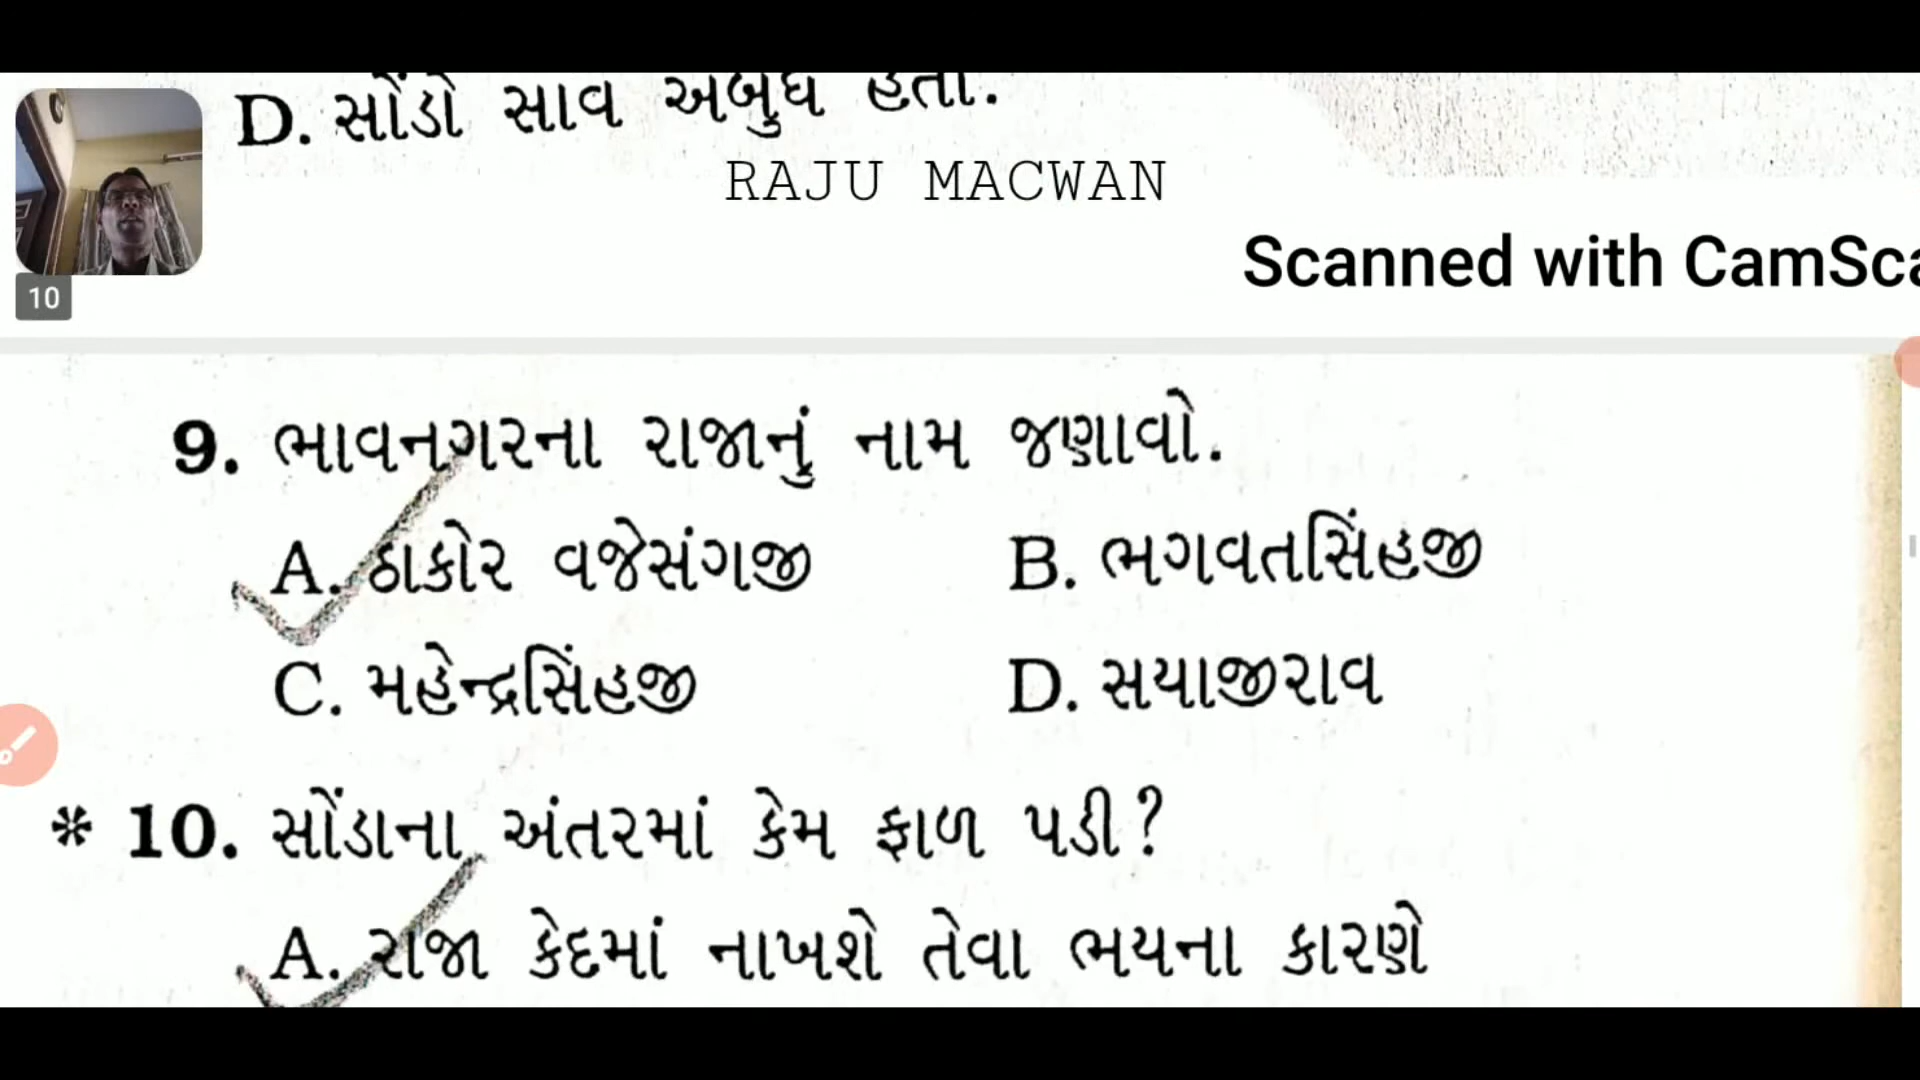 D. સોંડો સાવ અબુધ હતો.
RAJU MACWAN
Scanned with CamSca
10
9. ભાવનગરના રાજાનું નામ જણાવો.
A. ઠાકોર વજેસંગજી B. ભગવતસિંહજી
C. મહેન્દ્રસિંહજી D. સયાજીરાવ
* 10. સોંડાના અંતરમાં કેમ ફાળ પડી?
A. રાજા કેદમાં નાખશે તેવા ભયના કારણે